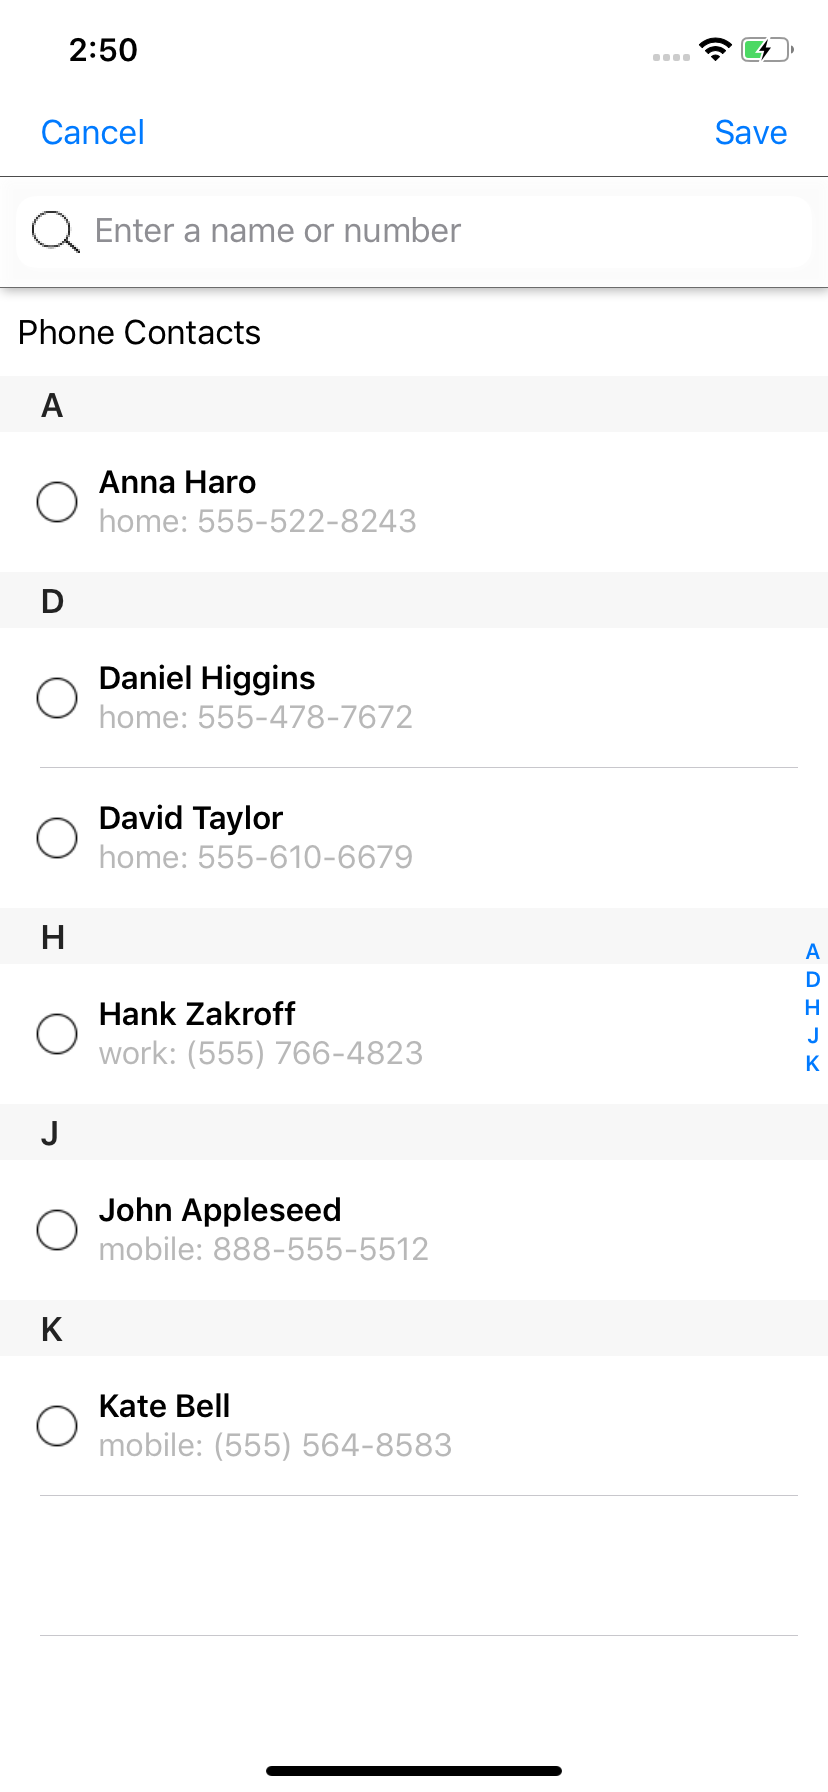 2:50
Cancel
Save
Enter a name or number
Phone Contacts
A
Anna Haro
home: 555-522-8243
D
Daniel Higgins
home: 555-478-7672
David Taylor
home: 555-610-6679
H
Hank Zakroff
work: (555) 766-4823
J
John Appleseed
mobile: 888-555-5512
K
Kate Bell
mobile: (555) 564-8583
A
D
H
J
K